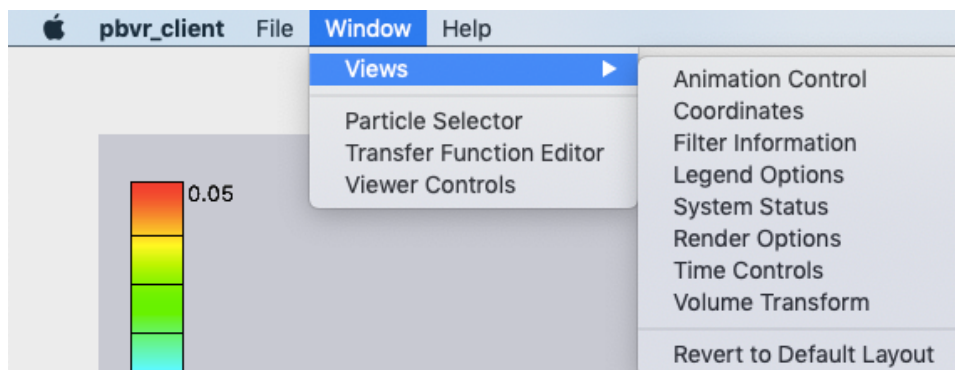 pbvr_client File Window Help
Views
Particle Selector
Transfer Function Editor
Viewer Controls
Animation Control
Coordinates
Filter Information
Legend Options
System Status
Render Options
Time Controls
Volume Transform
Revert to Default Layout
0.05